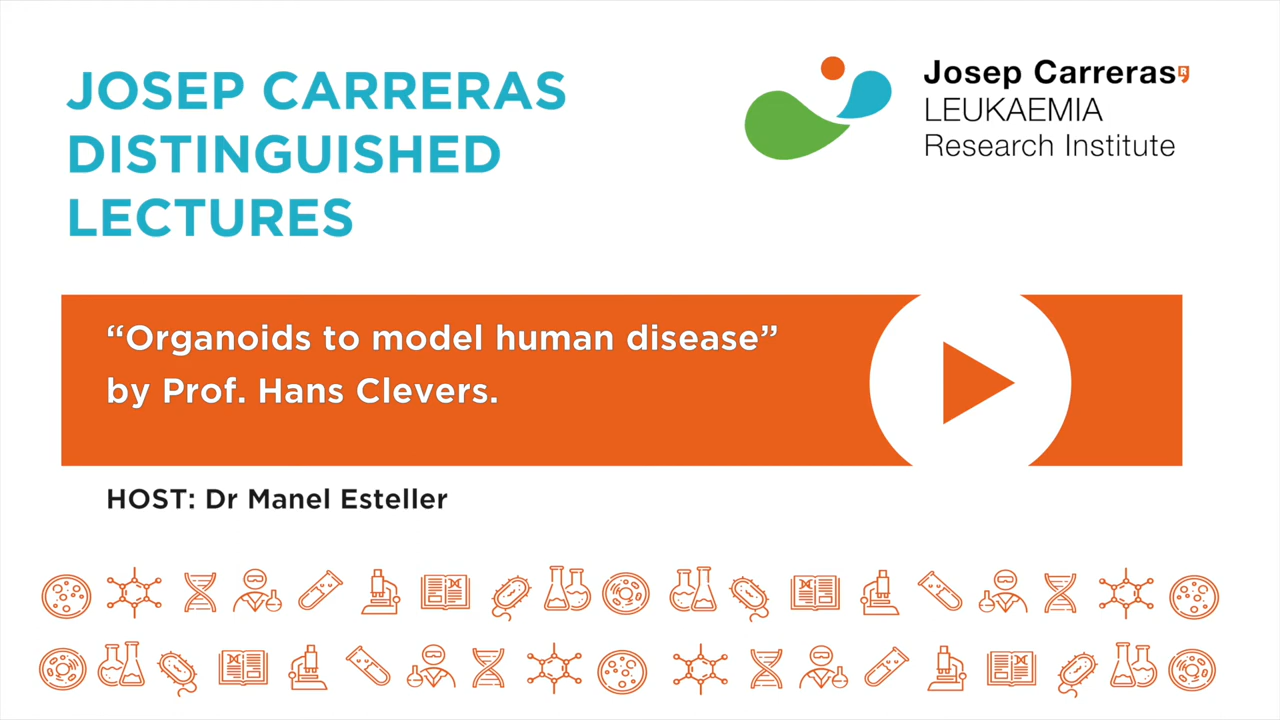 JOSEP CARRERAS
DISTINGUISHED
LECTURES
Josep Carreras
LEUKAEMIA
Research Institute
“Organoids to model human disease”
by Prof. Hans Clevers.
HOST: Dr Manel Esteller